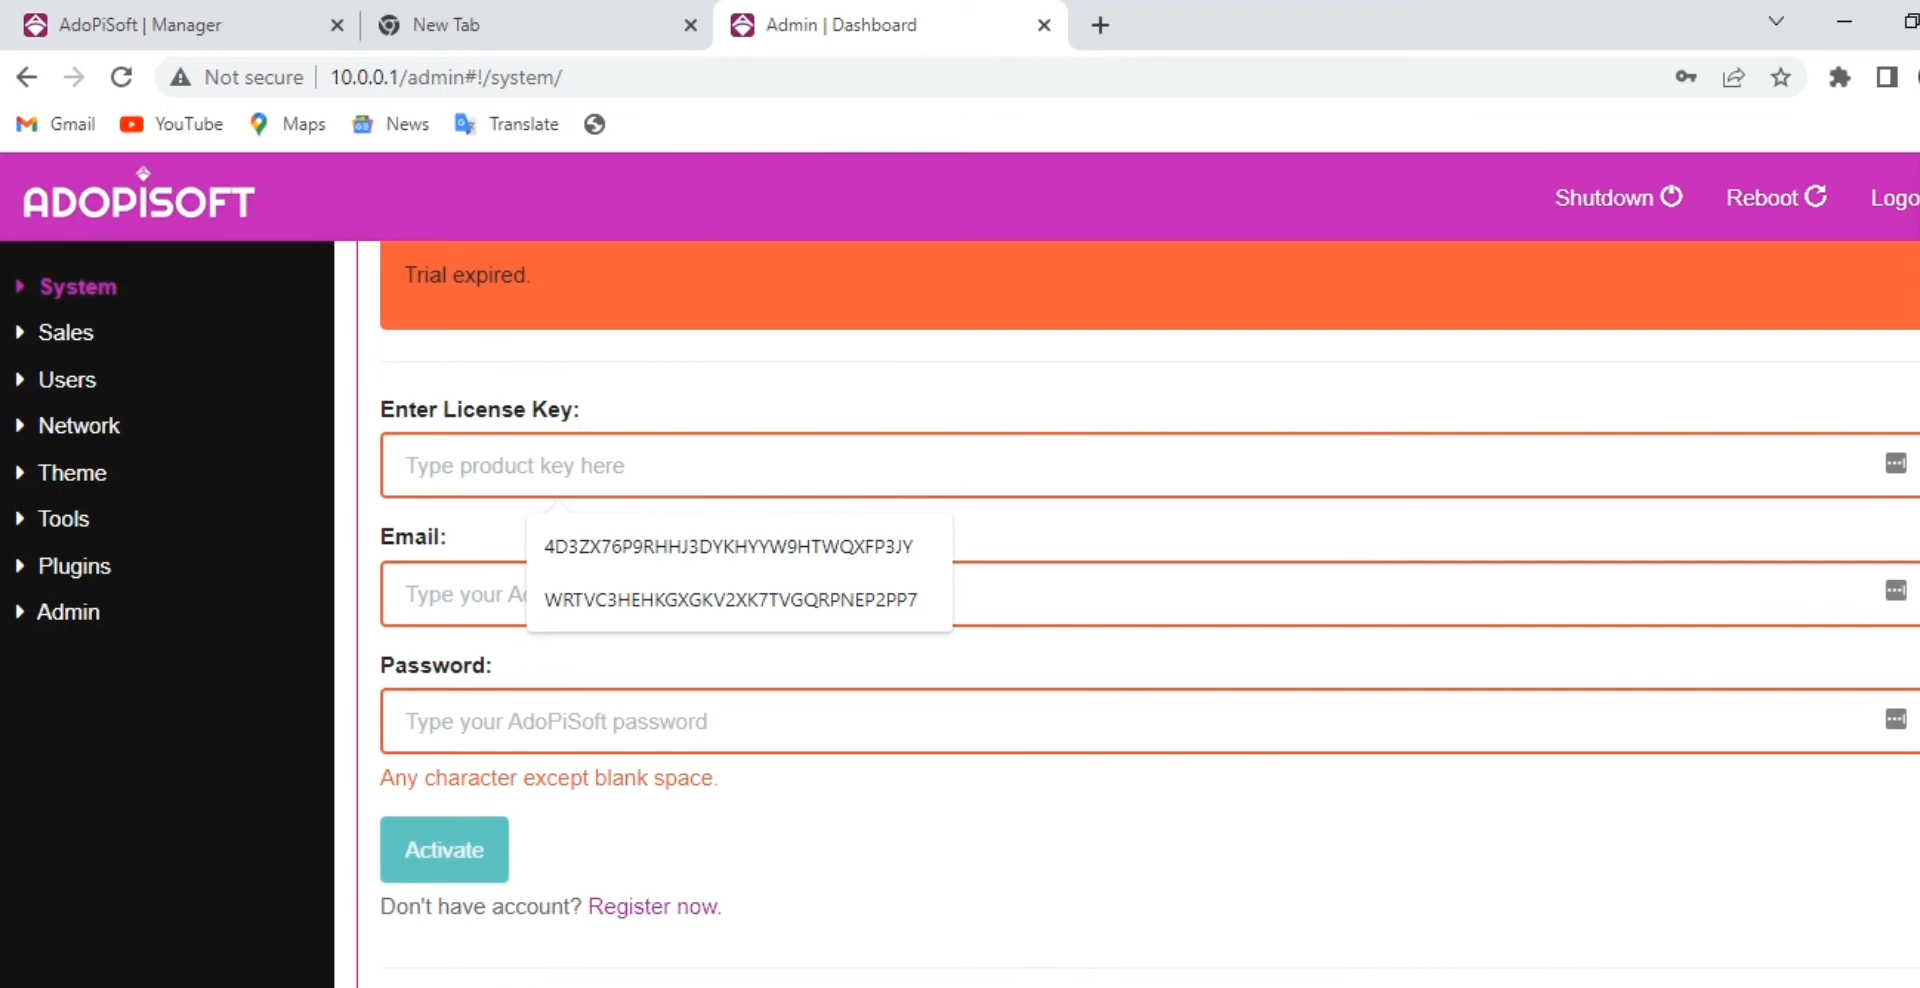 AdoPiSoft | Manager
New Tab
Admin | Dashboard
Not secure
10.0.0.1/admin#!/system/
Gmail
YouTube
Maps
News
Translate
ADOPISOFT
Shutdown
Reboot
Logo
System
Sales
Users
Network
Theme
Tools
Plugins
Admin
Trial expired.
Enter License Key:
Type product key here
4D3ZX76P9RHHJ3DYKHYYW9HTWQXFP3JY
WRTVC3HEHKGXGKV2XK7TVGQRPNEP2PP7
Email:
Type your A
Password:
Type your AdoPiSoft password
Any character except blank space.
Activate
Don't have account? Register now.